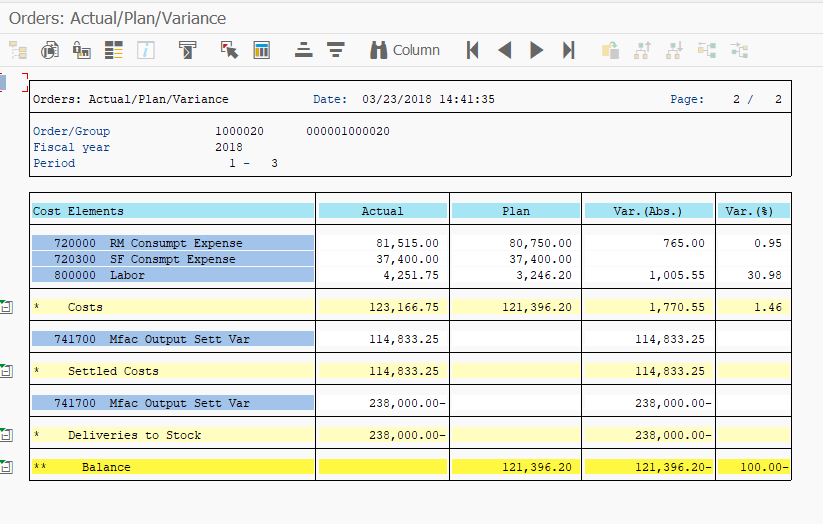 Orders: Actual/Plan/Variance
Column
Orders: Actual/Plan/Variance Date: 03/23/2018 14:41:35 Page: 2 / 2
Order/Group 1000020 000001000020
Fiscal year 2018
Period 1 - 3
Cost Elements Actual Plan Var.(Abs.) Var.(%)
720000 RM Consumpt Expense 81,515.00 80,750.00 765.00 0.95
720300 SF Consmpt Expense 37,400.00 37,400.00
800000 Labor 4,251.75 3,246.20 1,005.55 30.98
* Costs 123,166.75 121,396.20 1,770.55 1.46
741700 Mfac Output Sett Var 114,833.25 114,833.25
* Settled Costs 114,833.25 114,833.25
741700 Mfac Output Sett Var 238,000.00- 238,000.00-
* Deliveries to Stock 238,000.00- 238,000.00-
** Balance 121,396.20 121,396.20- 100.00-